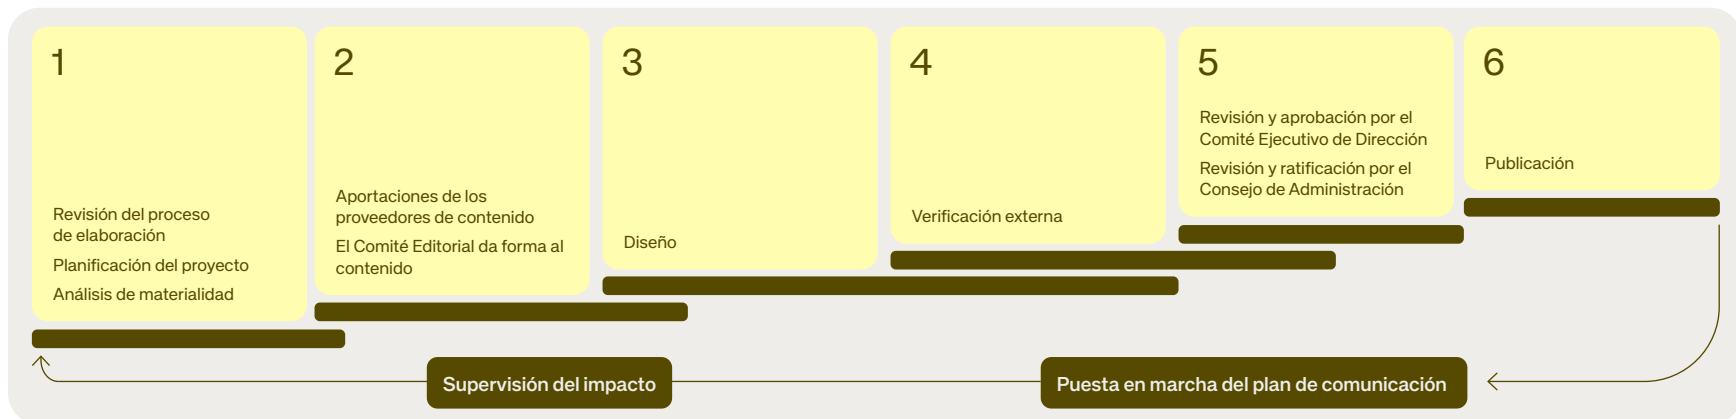 1
Revisión del proceso
de elaboración
Planificación del proyecto
Análisis de materialidad
2
Aportaciones de los
proveedores de contenido
El Comité Editorial da forma al
contenido
3
Diseño
4
Verificación externa
5
Revisión y aprobación por el
Comité Ejecutivo de Dirección
Revisión y ratificación por el
Consejo de Administración
6
Publicación
Supervisión del impacto
Puesta en marcha del plan de comunicación